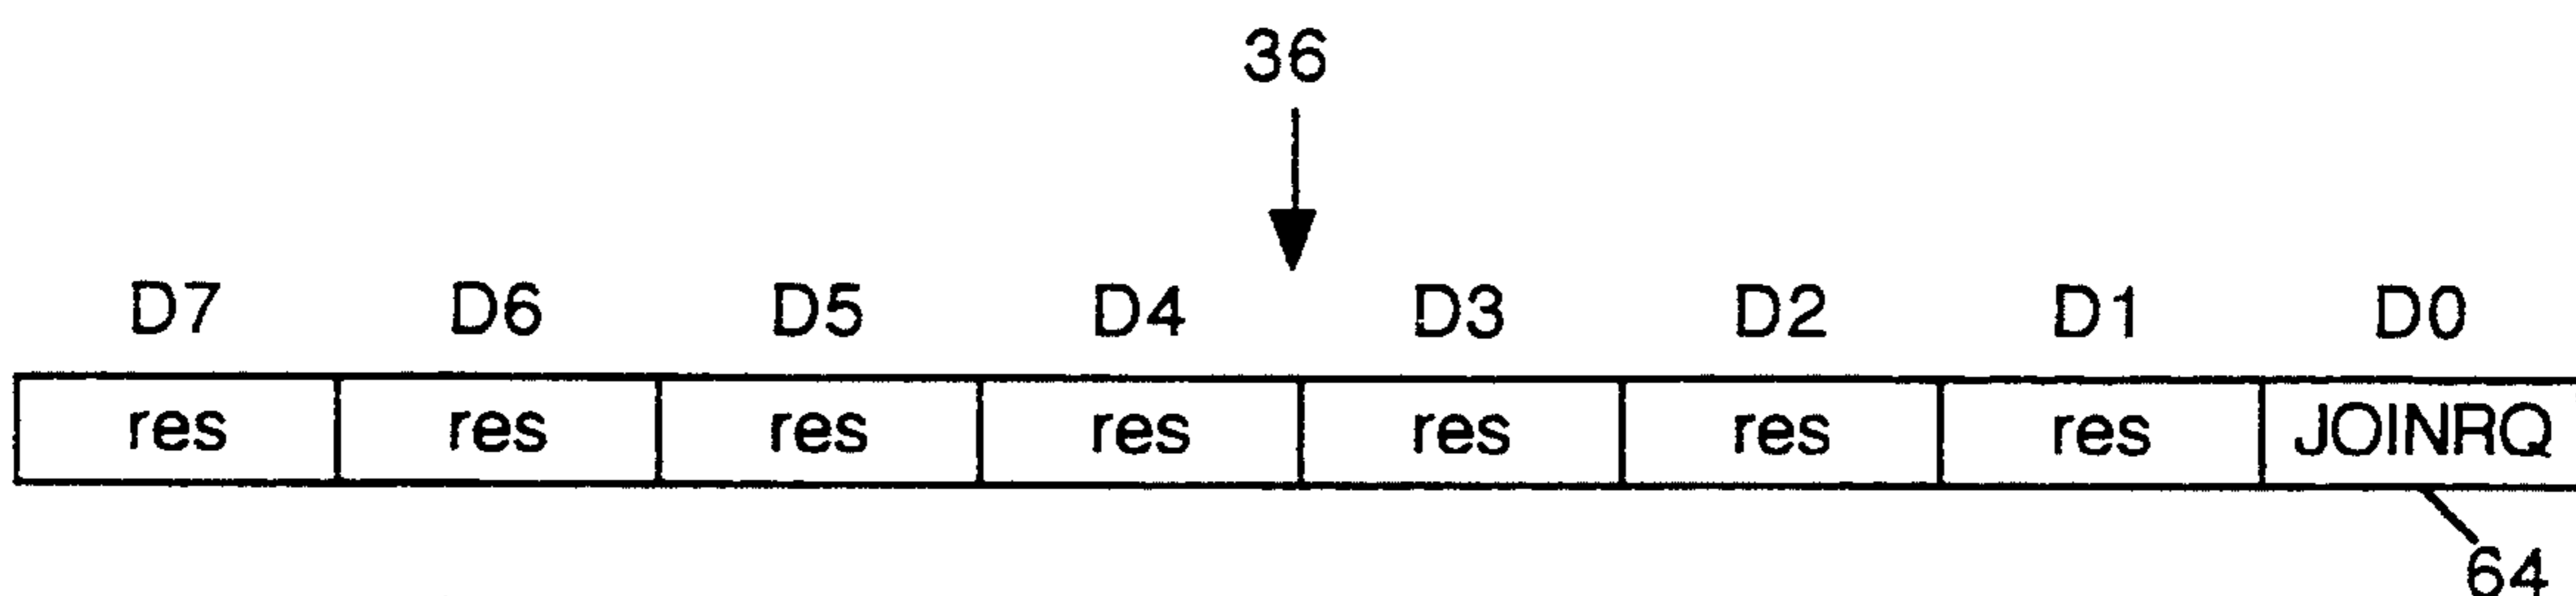 36
D7 D6 D5 D4 D3 D2 D1 D0
res res res res res res res JOINRQ
64